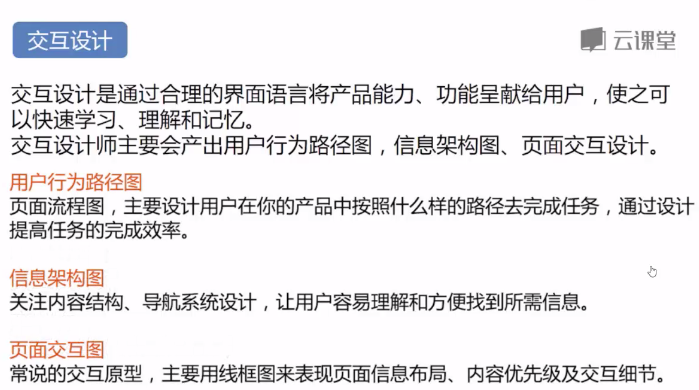 交互设计
云课堂
交互设计是通过合理的界面语言将产品能力、功能呈献给用户，使之可
以快速学习、理解和记忆。
交互设计师主要会产出用户行为路径图，信息架构图、页面交互设计。
用户行为路径图
页面流程图，主要设计用户在你的产品中按照什么样的路径去完成任务，通过设计
提高任务的完成效率。
信息架构图
关注内容结构、导航系统设计，让用户容易理解和方便找到所需信息。
页面交互图
常说的交互原型，主要用线框图来表现页面信息布局、内容优先级及交互细节。